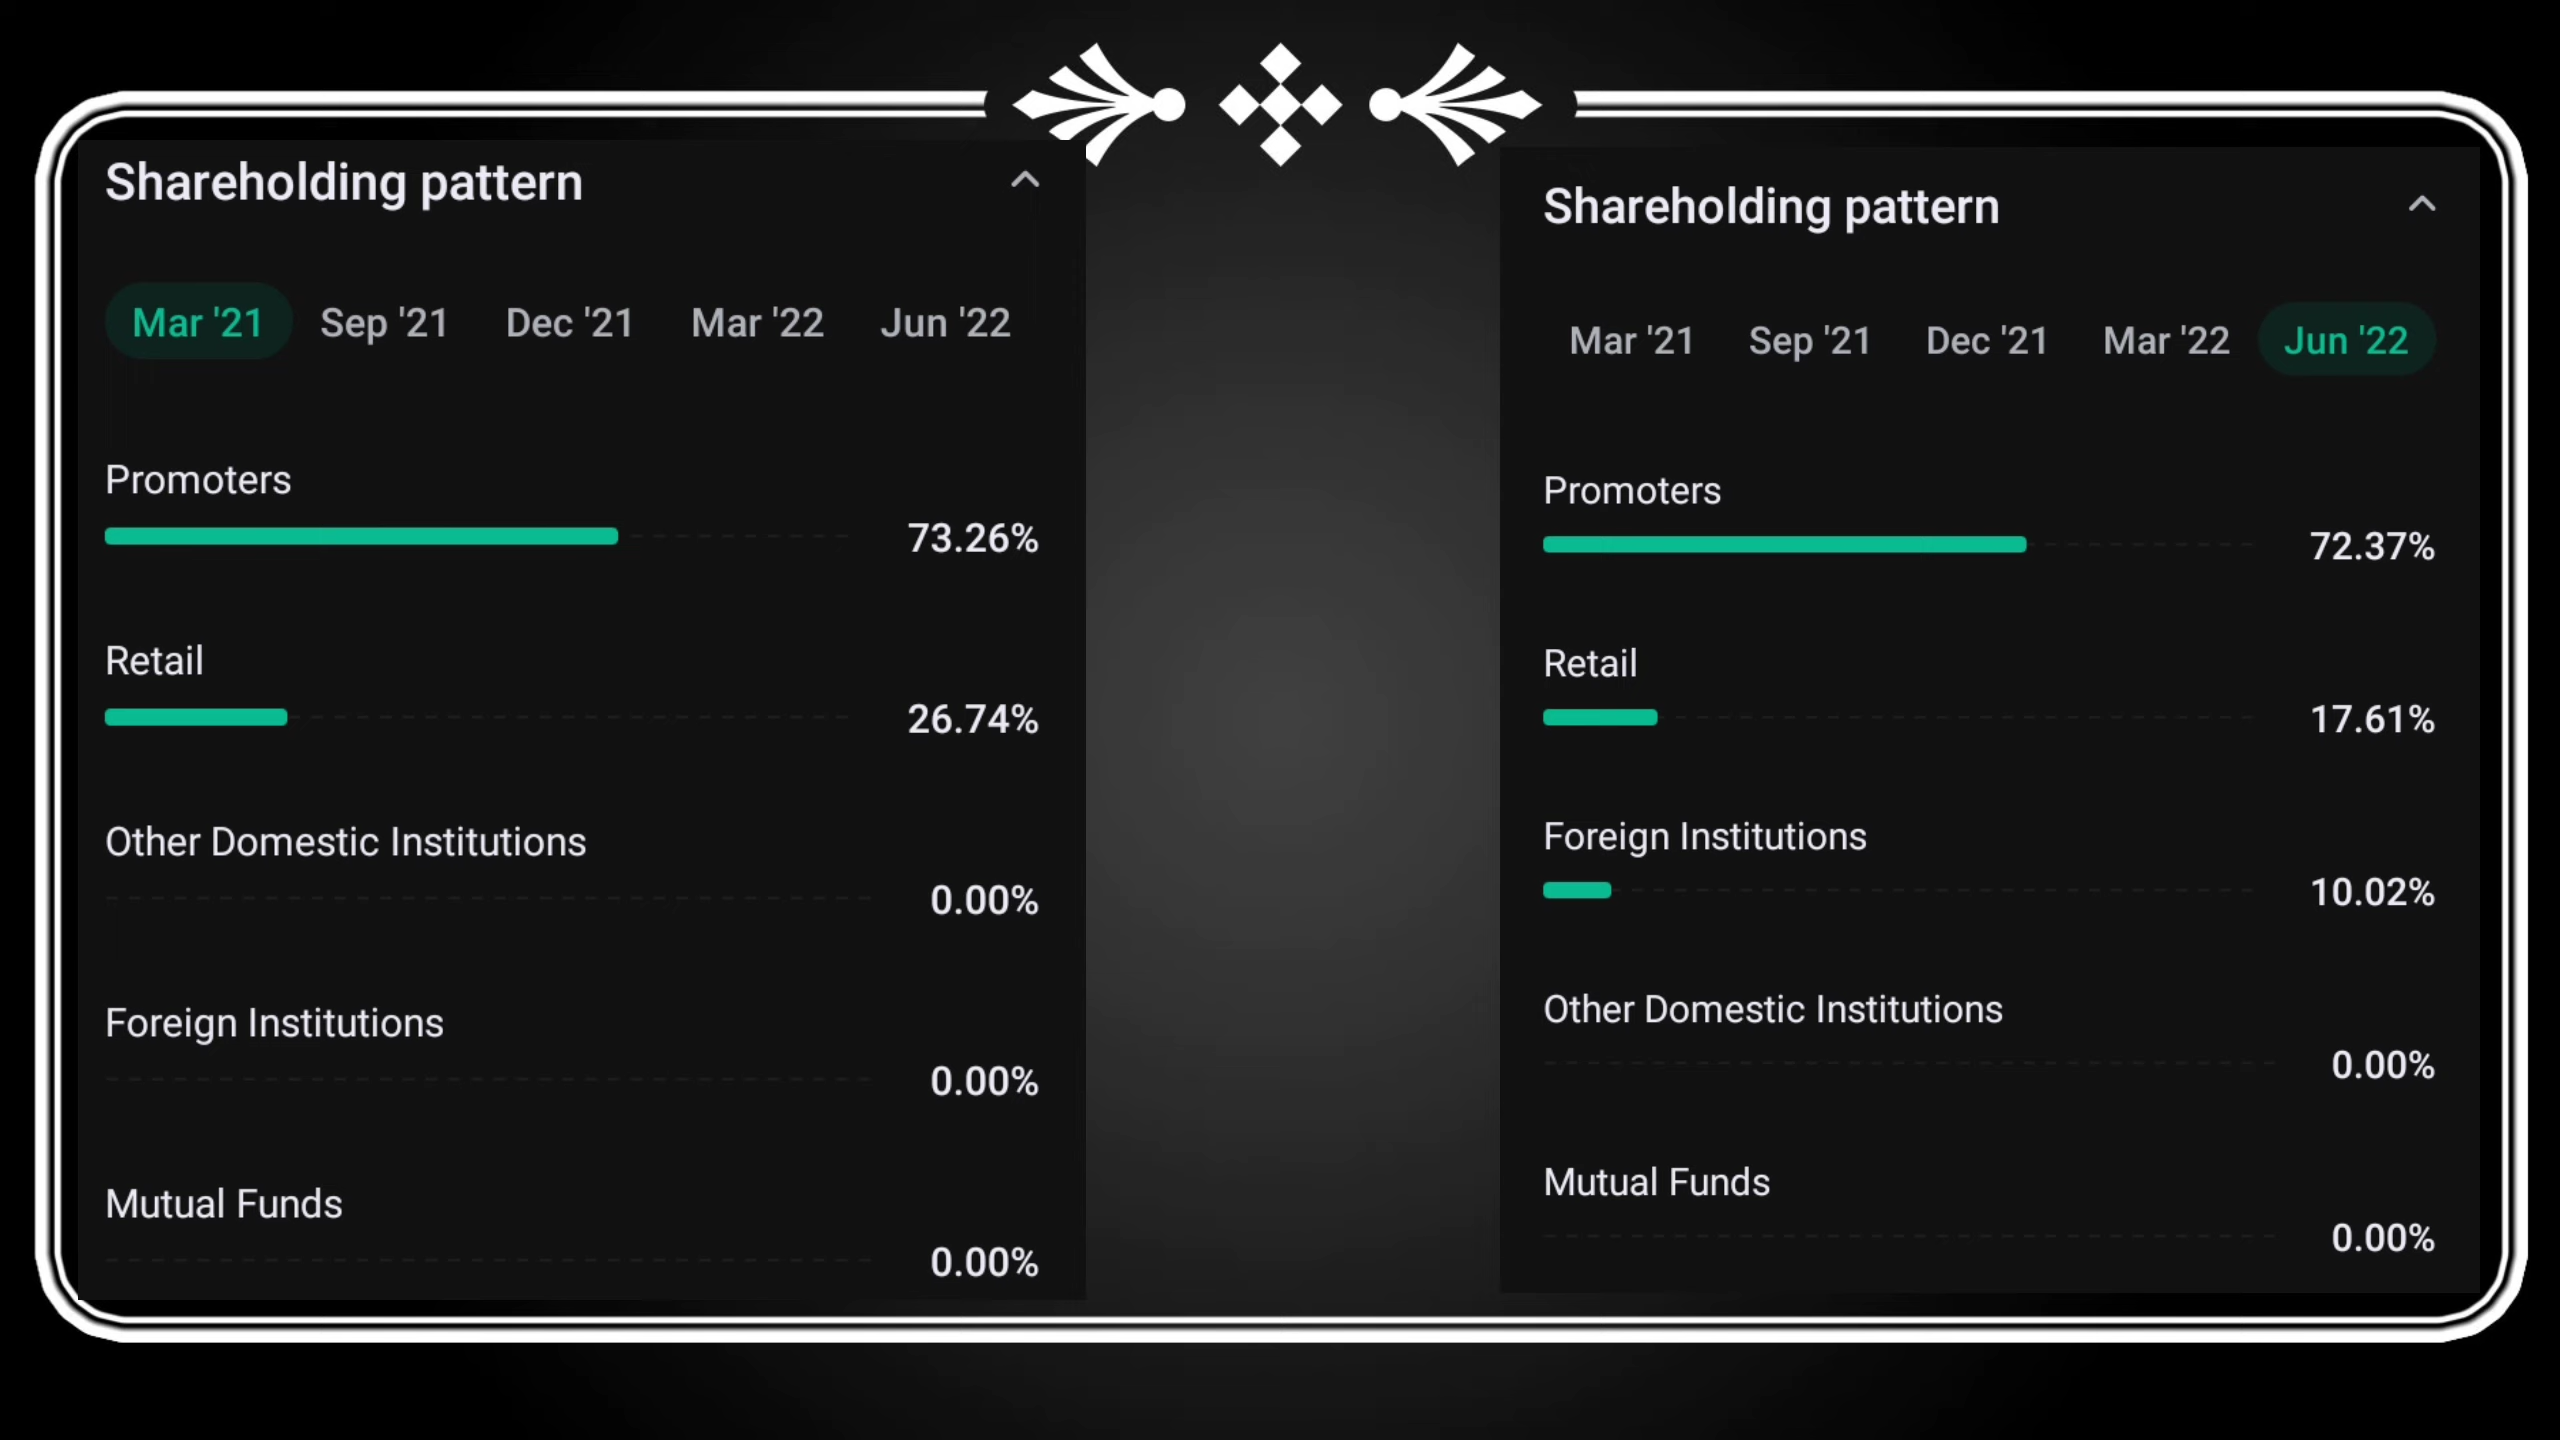 Shareholding pattern
Mar '21 Sep '21 Dec '21 Mar '22 Jun '22
Promoters
73.26%
Retail
26.74%
Other Domestic Institutions
0.00%
Foreign Institutions
0.00%
Mutual Funds
0.00%
Shareholding pattern
Mar '21 Sep '21 Dec '21 Mar '22 Jun '22
Promoters
72.37%
Retail
17.61%
Foreign Institutions
10.02%
Other Domestic Institutions
0.00%
Mutual Funds
0.00%